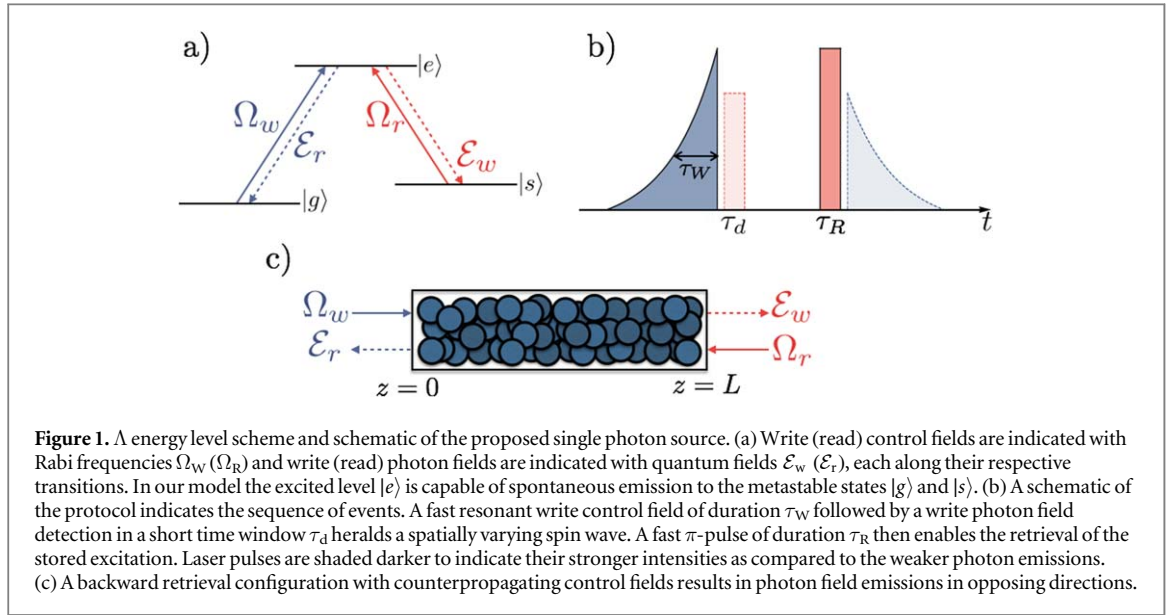 a)
b)
|e⟩
Ω_w
ℰ_r
Ω_r
ℰ_w
|g⟩
|s⟩
τ_W
τ_d
τ_R
t
c)
Ω_w
ℰ_w
ℰ_r
Ω_r
z = 0
z = L
Figure 1. Λ energy level scheme and schematic of the proposed single photon source. (a) Write (read) control fields are indicated with
Rabi frequencies Ω_W (Ω_R) and write (read) photon fields are indicated with quantum fields ℰ_w (ℰ_r), each along their respective
transitions. In our model the excited level |e⟩ is capable of spontaneous emission to the metastable states |g⟩ and |s⟩. (b) A schematic of
the protocol indicates the sequence of events. A fast resonant write control field of duration τ_W followed by a write photon field
detection in a short time window τ_d heralds a spatially varying spin wave. A fast π-pulse of duration τ_R then enables the retrieval of the
stored excitation. Laser pulses are shaded darker to indicate their stronger intensities as compared to the weaker photon emissions.
(c) A backward retrieval configuration with counterpropagating control fields results in photon field emissions in opposing directions.